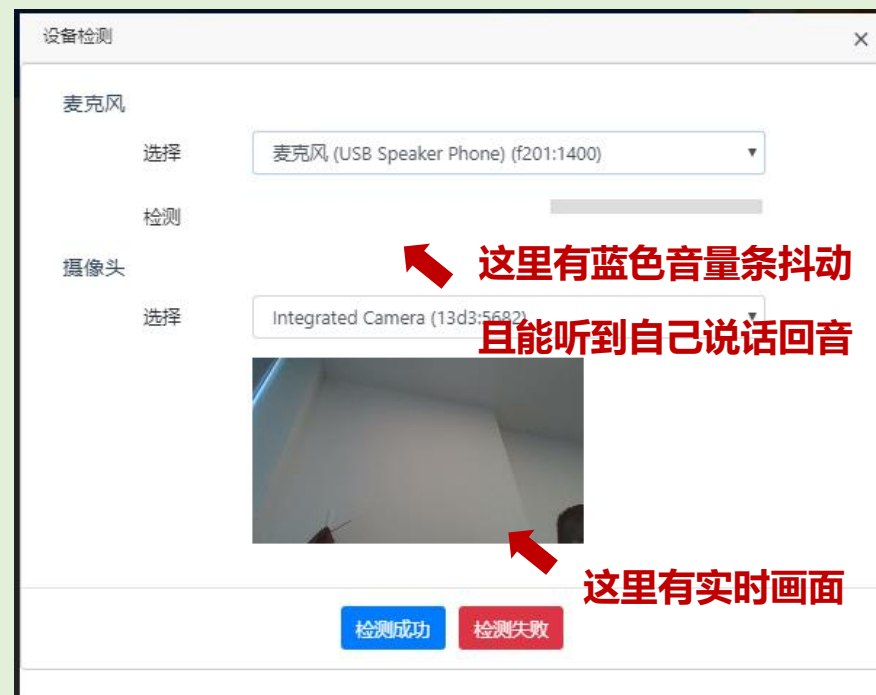 设备检测
×
麦克风
选择
麦克风 (USB Speaker Phone) (f201:1400)
检测
这里有蓝色音量条抖动
摄像头
选择
Integrated Camera (13d3:5682)
且能听到自己说话回音
这里有实时画面
检测成功
检测失败